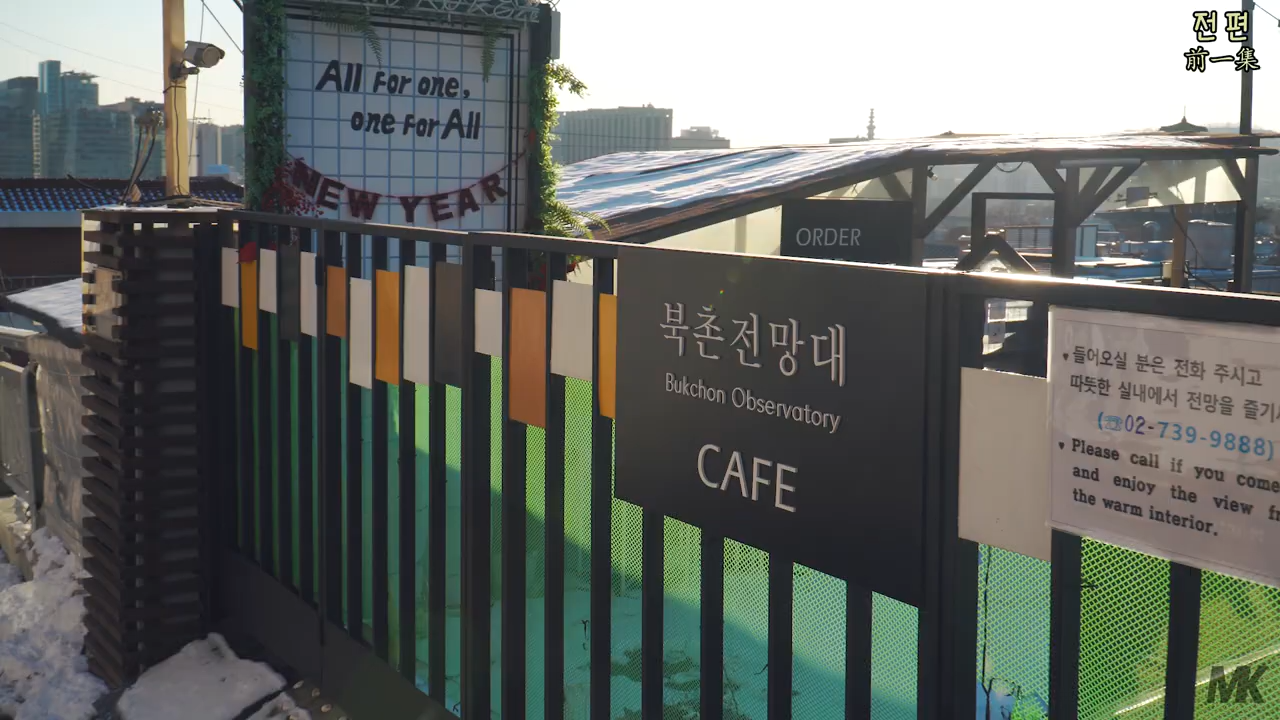 전편
前一集
All For one,
one For All
NEW YEAR
ORDER
북촌전망대
Bukchon Observatory
CAFE
♥ 들어오실 분은 전화 주시고
따뜻한 실내에서 전망을 즐기
(☎02-739-9888)
♥ Please call if you come
and enjoy the view
the warm interior.
MK